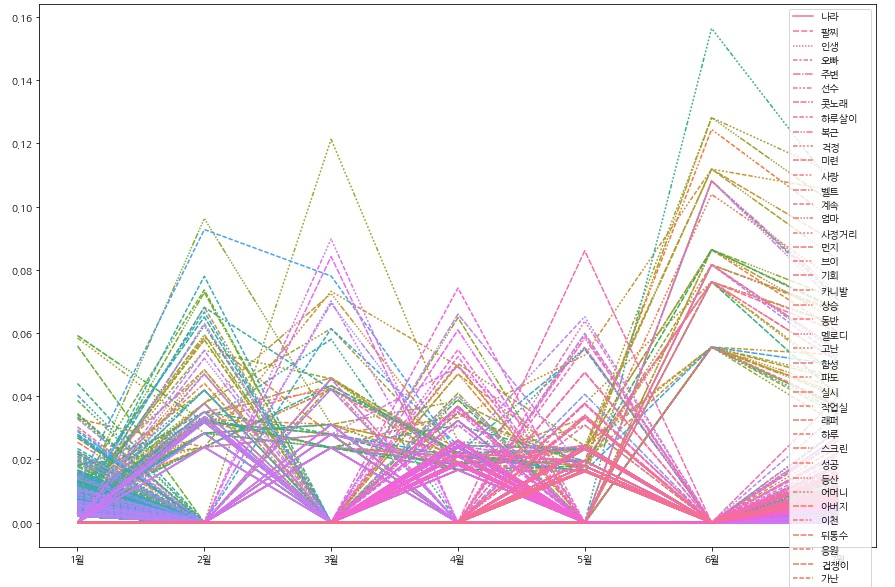 0.16
0.14
0.12
0.10
0.08
0.06
0.04
0.02
0.00
1월
2월
3월
4월
5월
6월
나라
팔찌
인생
오빠
주변
선수
콧노래
하루살이
복근
걱정
미련
사랑
벨트
계속
엄마
사정거리
먼지
브이
기회
카니발
상승
동반
멜로디
고난
함성
파도
실시
작업실
래퍼
하루
스크린
성공
등산
어머니
아버지
이천
뒤통수
응원
겁쟁이
가난